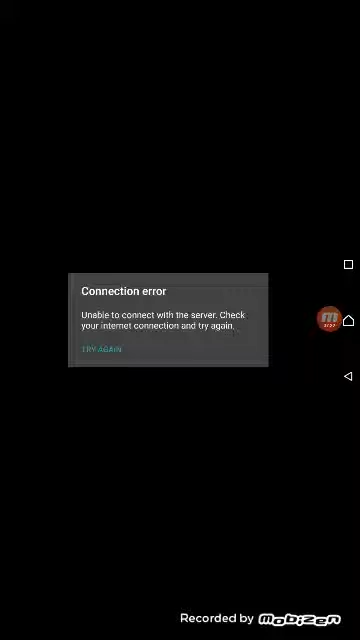 Connection error
Unable to connect with the server. Check
your internet connection and try again.
TRY AGAIN
Recorded by mobizen